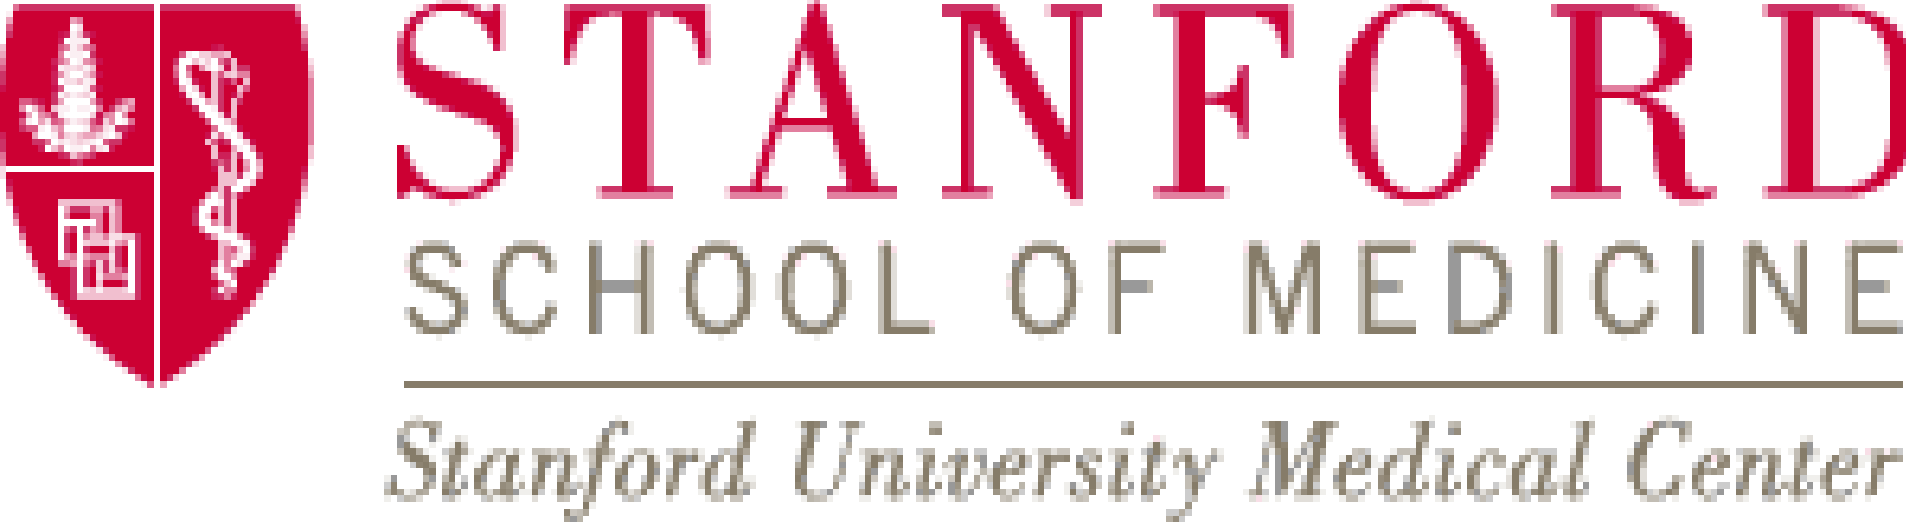 STANFORD
SCHOOL OF MEDICINE
Stanford University Medical Center